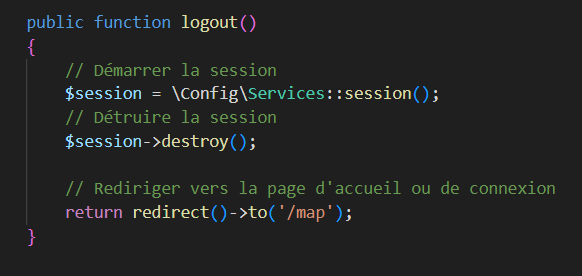 public function logout()
{
// Démarrer la session
$session = \Config\Services::session();
// Détruire la session
$session->destroy();
// Rediriger vers la page d'accueil ou de connexion
return redirect()->to('/map');
}